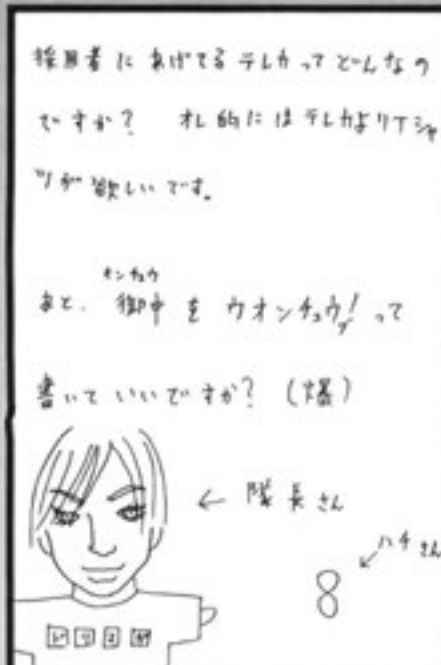 採用者にあげてるテレカってどんなの
ですか? オレ的にはテレカよりTシャ
ツが欲しいです。
オンチュウ
あと、御中をウオンチュウ!って
書いていいですか?(爆)
← 隊長さん
ハチさん
8